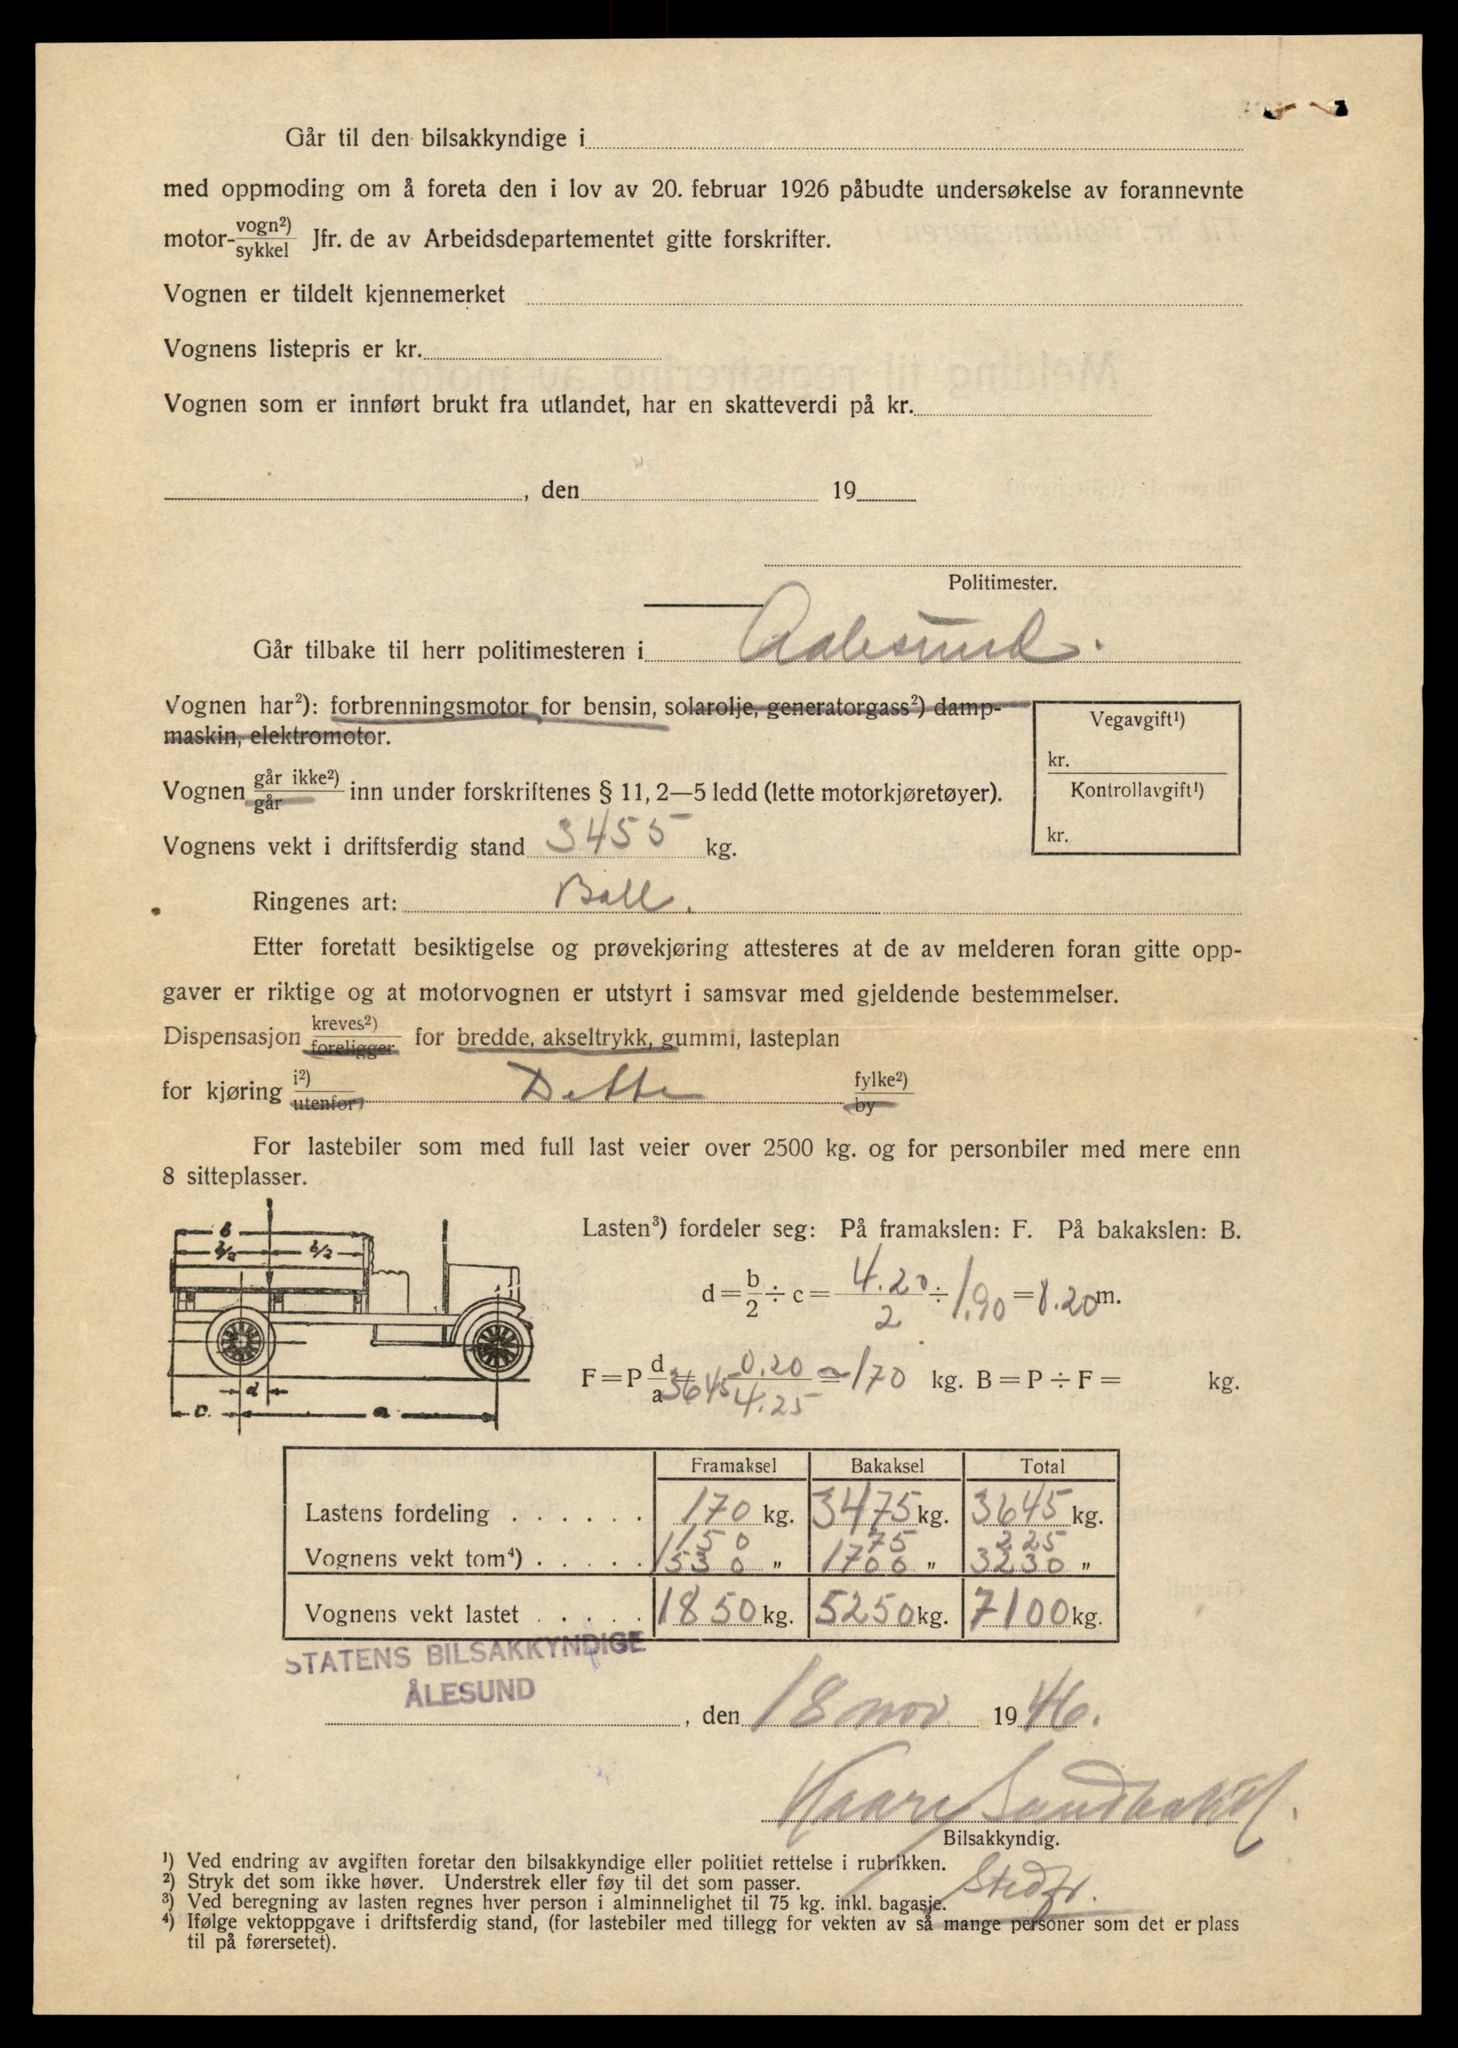 Går til den bilsakkyndige i
med oppmoding om å foreta den i lov av 20. februar 1926 påbudte undersøkelse av forannevnte
motor- vogn²) / sykkel Jfr. de av Arbeidsdepartementet gitte forskrifter.
Vognen er tildelt kjennemerket
Vognens listepris er kr.
Vognen som er innført brukt fra utlandet, har en skatteverdi på kr.
, den 19
Politimester.
Går tilbake til herr politimesteren i Aalesund.
Vognen har²): forbrenningsmotor for bensin, solarolje, generatorgass²) damp-
maskin, elektromotor.
Vegavgift¹)
kr.
Kontrollavgift¹)
kr.
Vognen går ikke²) / går inn under forskriftenes § 11, 2—5 ledd (lette motorkjøretøyer).
Vognens vekt i driftsferdig stand 3455 kg.
Ringenes art: Ball.
Etter foretatt besiktigelse og prøvekjøring attesteres at de av melderen foran gitte opp-
gaver er riktige og at motorvognen er utstyrt i samsvar med gjeldende bestemmelser.
Dispensasjon kreves²) / foreligger for bredde, akseltrykk, gummi, lasteplan
for kjøring i²) / utenfor Dette fylke²) / by
For lastebiler som med full last veier over 2500 kg. og for personbiler med mere enn
8 sitteplasser.
b
b/2 b/2
d
c. a
Lasten³) fordeler seg: På framakslen: F. På bakakslen: B.
d = b/2 ÷ c = 4.20/2 ÷ 1.90 = 0.20 m.
F = P d/a = 3645 0.20/4.25 = 170 kg. B = P ÷ F = kg.
Framaksel Bakaksel Total
Lastens fordeling . . . . . . 170 kg. 3475 kg. 3645 kg.
1150 75 225
Vognens vekt tom⁴) . . . . . 1530 „ 1700 „ 3230 „
Vognens vekt lastet . . . . . 1850 kg. 5250 kg. 7100 kg.
STATENS BILSAKKYNDIGE
ÅLESUND
, den 18 nov 1946.
Kaare
Bilsakkyndig.
¹) Ved endring av avgiften foretar den bilsakkyndige eller politiet rettelse i rubrikken.
²) Stryk det som ikke høver. Understrek eller føy til det som passer.
³) Ved beregning av lasten regnes hver person i alminnelighet til 75 kg. inkl. bagasje.
⁴) Ifølge vektoppgave i driftsferdig stand, (for lastebiler med tillegg for vekten av så mange personer som det er plass
til på førersetet).